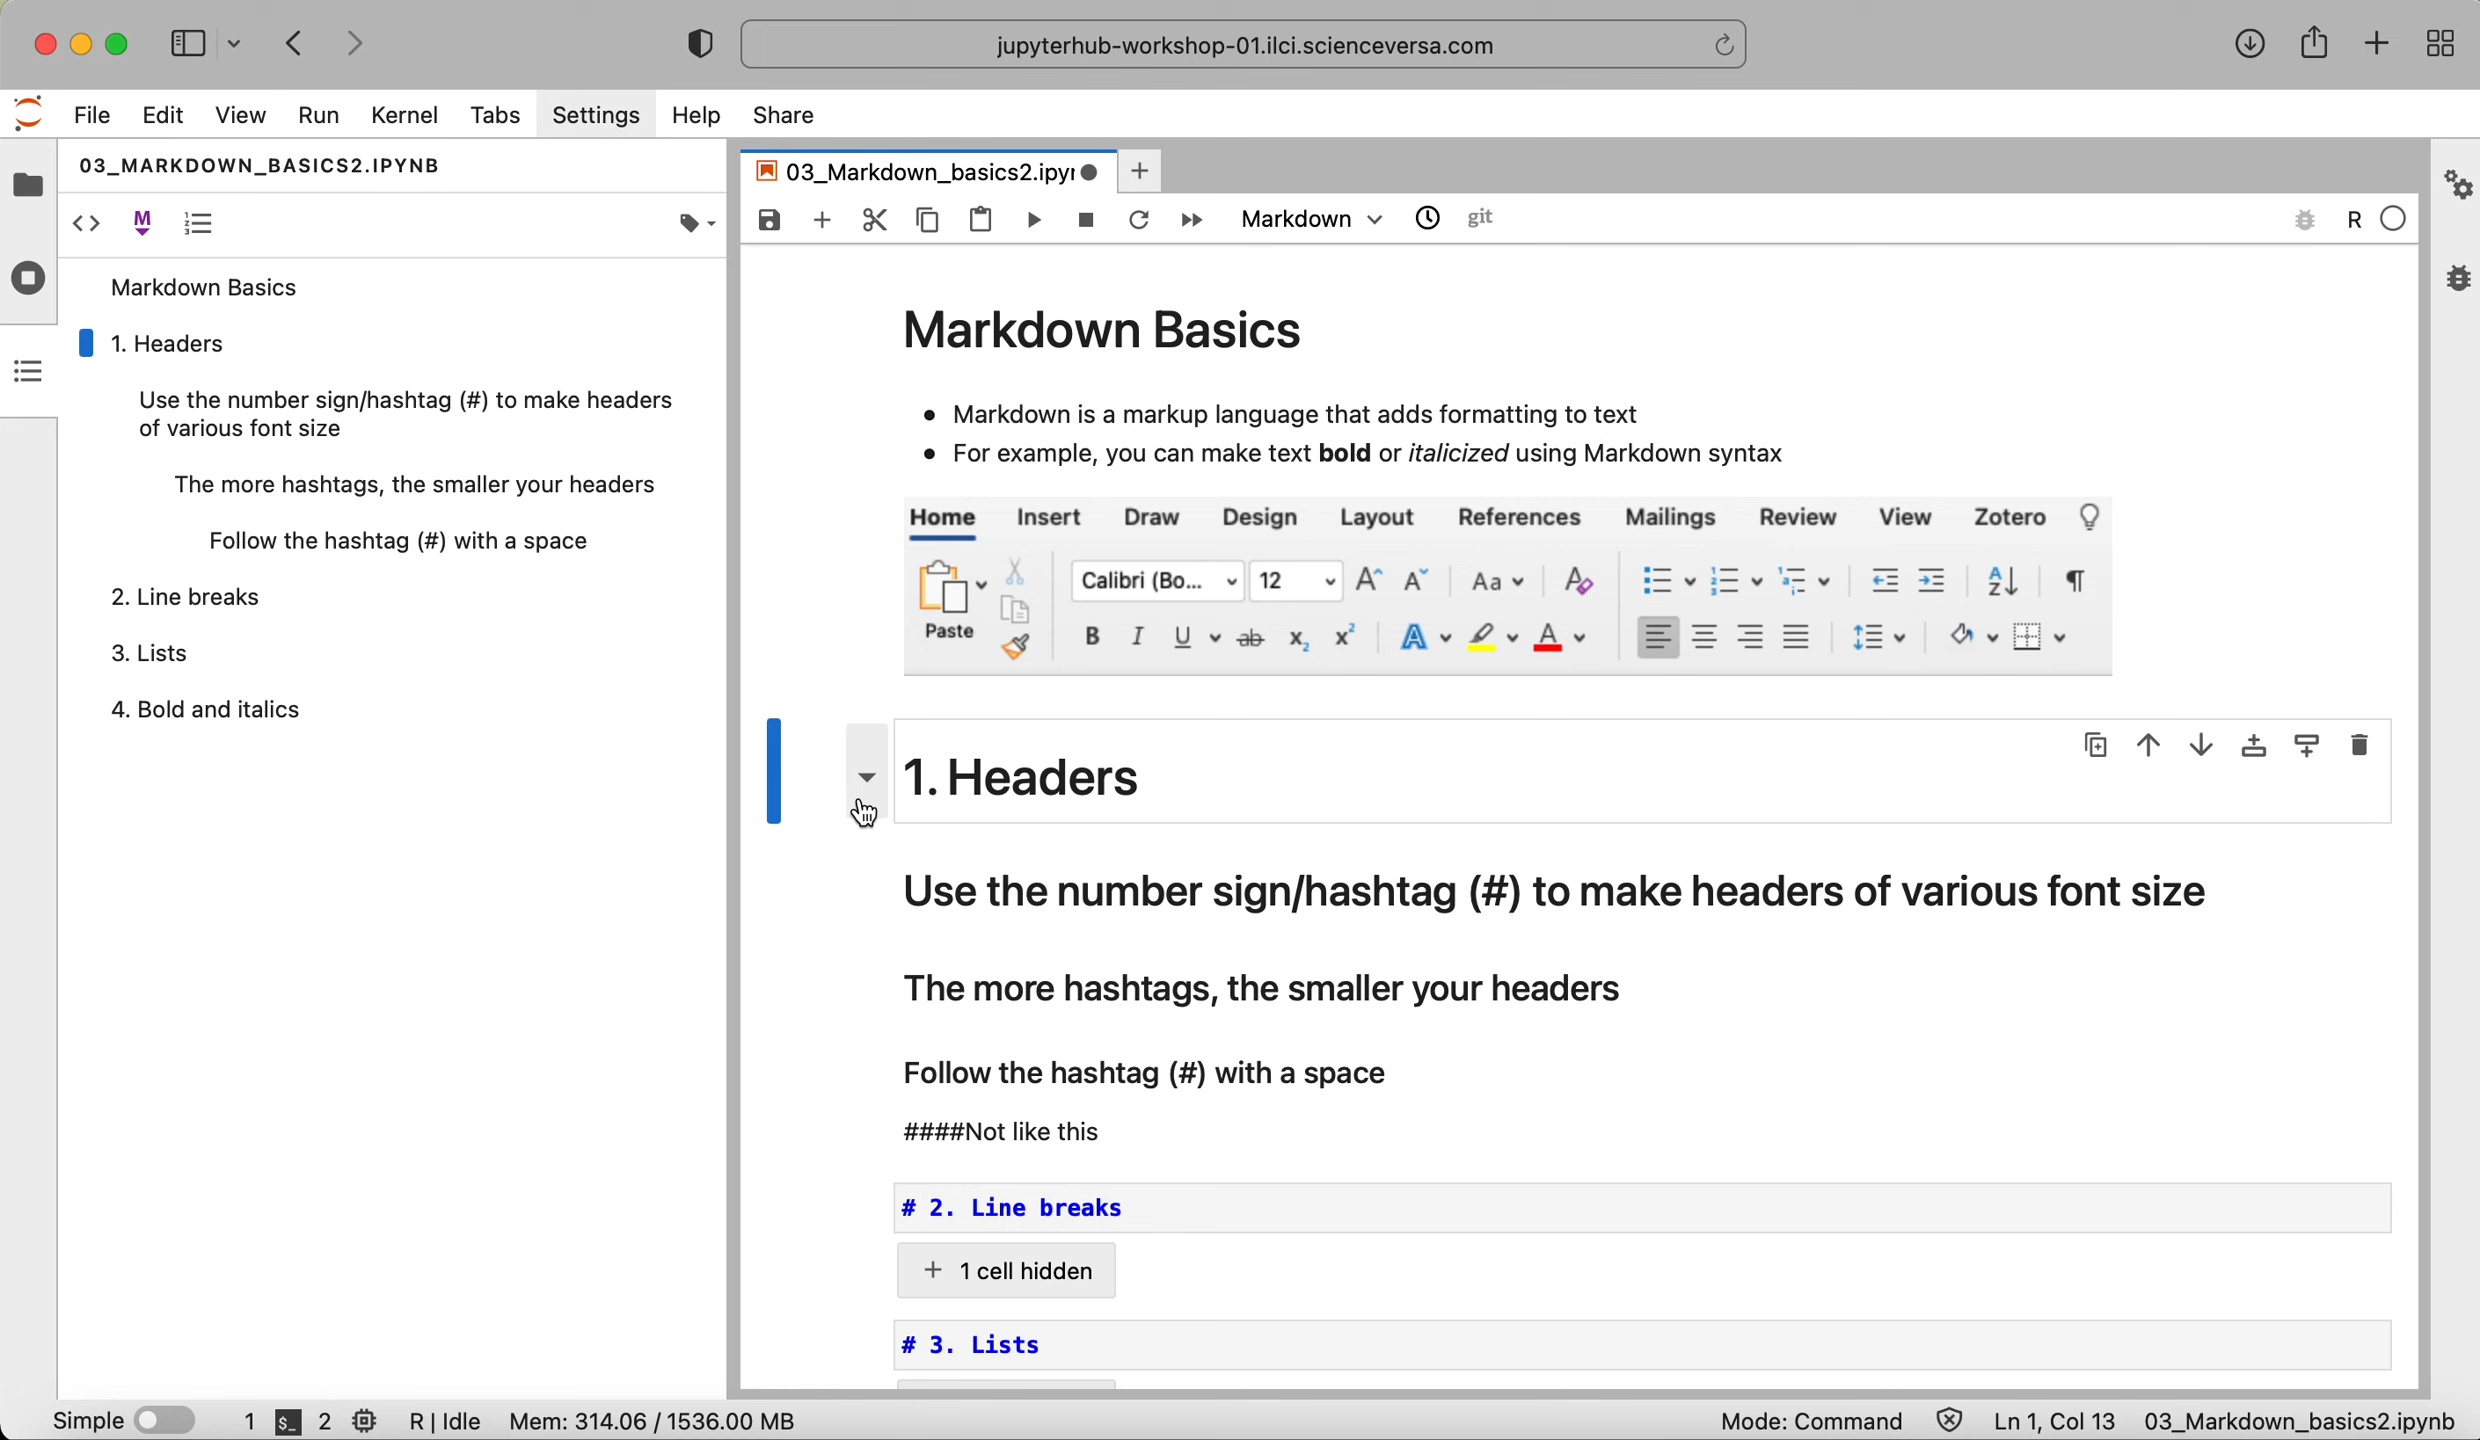 jupyterhub-workshop-01.ilci.scienceversa.com
File Edit View Run Kernel Tabs Settings Help Share
03_MARKDOWN_BASICS2.IPYNB
M
Markdown Basics
1. Headers
Use the number sign/hashtag (#) to make headers
of various font size
The more hashtags, the smaller your headers
Follow the hashtag (#) with a space
2. Line breaks
3. Lists
4. Bold and italics
03_Markdown_basics2.ipyr
Markdown git R
Markdown Basics
• Markdown is a markup language that adds formatting to text
• For example, you can make text bold or italicized using Markdown syntax
Home Insert Draw Design Layout References Mailings Review View Zotero
Paste
Calibri (Bo... 12 A A Aa A
B I U ab x₂ x² A A
1. Headers
Use the number sign/hashtag (#) to make headers of various font size
The more hashtags, the smaller your headers
Follow the hashtag (#) with a space
####Not like this
# 2. Line breaks
+ 1 cell hidden
# 3. Lists
Simple 1 $_ 2 R | Idle Mem: 314.06 / 1536.00 MB Mode: Command Ln 1, Col 13 03_Markdown_basics2.ipynb